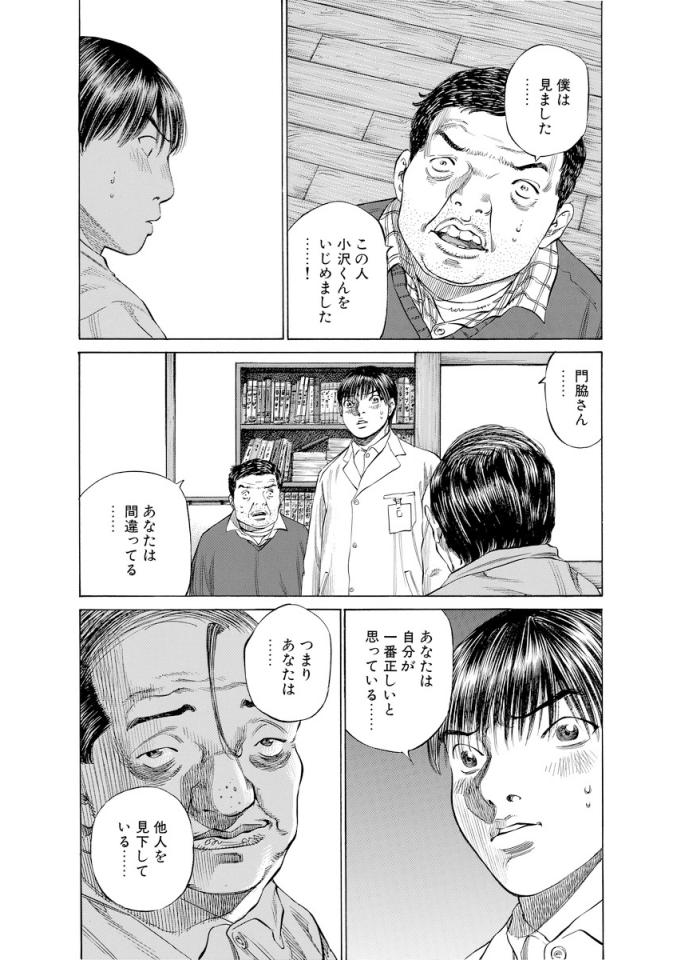 僕は
見ました
……
この人
小沢くんを
いじめました
……!
門脇さん
……
あなたは
間違ってる
……
あなたは
自分が
一番正しいと
思っている……
つまり
あなたは
……
他人を
見下して
いる……